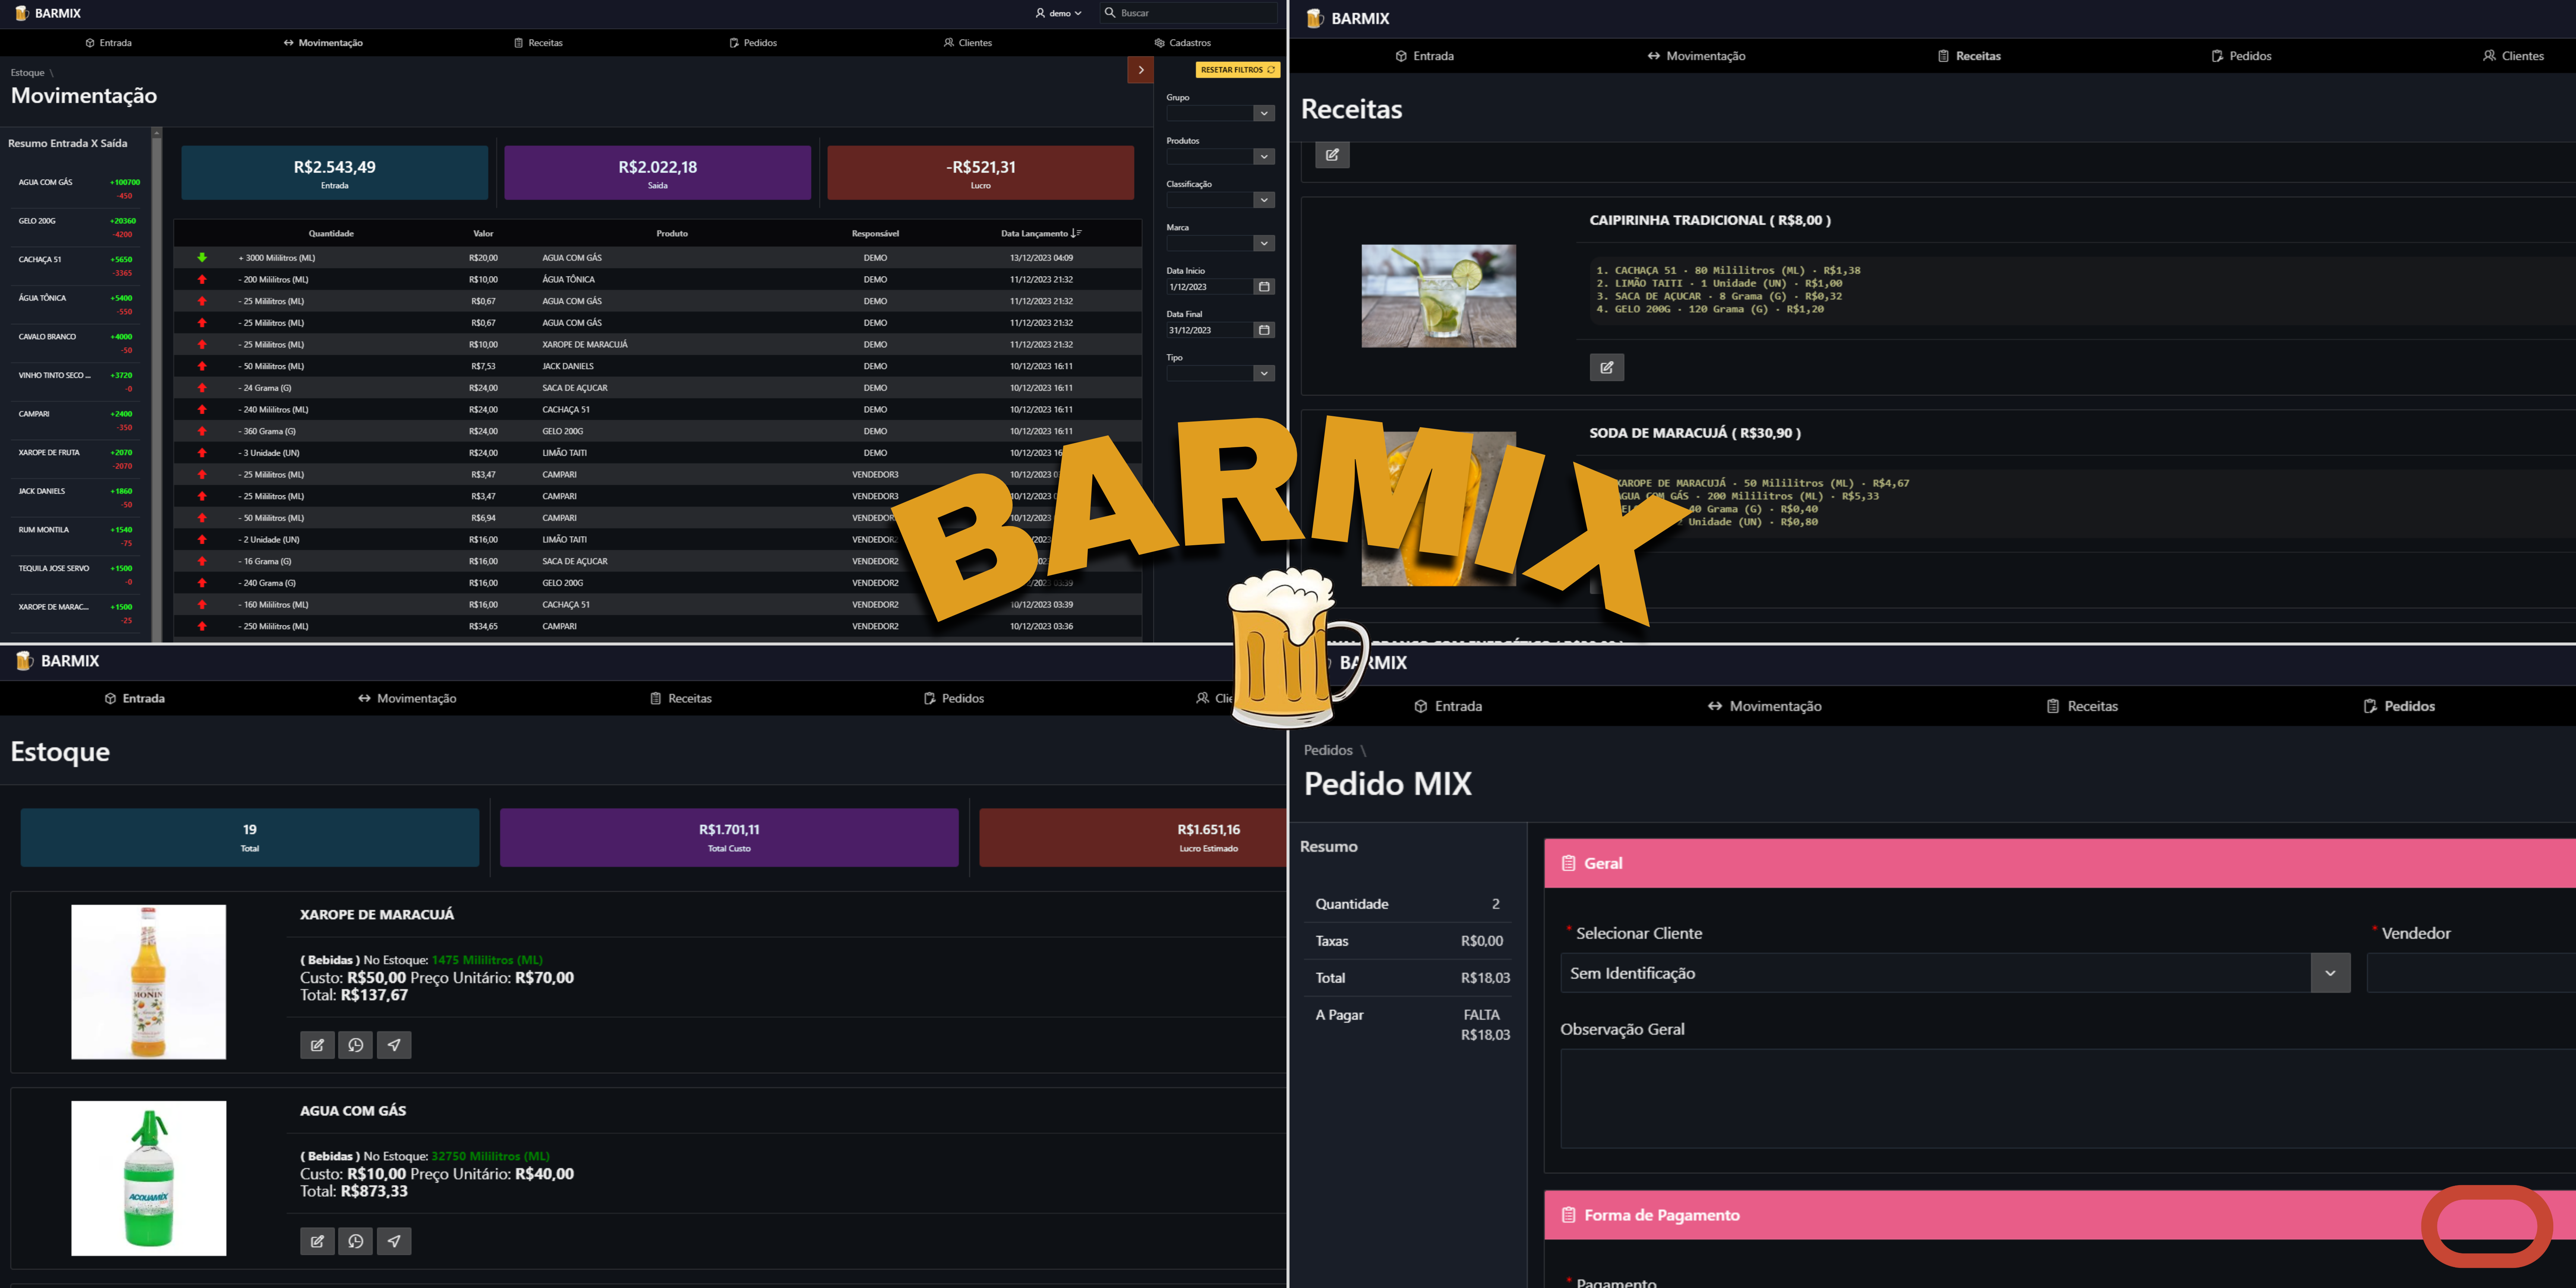 BARMIX
demo
Buscar
Entrada
Movimentação
Receitas
Pedidos
Clientes
Cadastros
Estoque \
Movimentação
RESETAR FILTROS
Resumo Entrada X Saída
AGUA COM GÁS +100700
-450
GELO 200G +20360
-4200
CACHAÇA 51 +5650
-3365
ÁGUA TÔNICA +5400
-550
CAVALO BRANCO +4000
-50
VINHO TINTO SECO ... +3720
-0
CAMPARI +2400
-350
XAROPE DE FRUTA +2070
-2070
JACK DANIELS +1860
-50
RUM MONTILA +1540
-75
TEQUILA JOSE SERVO +1500
-0
XAROPE DE MARAC... +1500
-25
R$2.543,49
Entrada
R$2.022,18
Saída
-R$521,31
Lucro
Quantidade Valor Produto Responsável Data Lançamento
+ 3000 Mililitros (ML) R$20,00 AGUA COM GÁS DEMO 13/12/2023 04:09
- 200 Mililitros (ML) R$10,00 ÁGUA TÔNICA DEMO 11/12/2023 21:32
- 25 Mililitros (ML) R$0,67 AGUA COM GÁS DEMO 11/12/2023 21:32
- 25 Mililitros (ML) R$0,67 AGUA COM GÁS DEMO 11/12/2023 21:32
- 25 Mililitros (ML) R$10,00 XAROPE DE MARACUJÁ DEMO 11/12/2023 21:32
- 50 Mililitros (ML) R$7,53 JACK DANIELS DEMO 10/12/2023 16:11
- 24 Grama (G) R$24,00 SACA DE AÇUCAR DEMO 10/12/2023 16:11
- 240 Mililitros (ML) R$24,00 CACHAÇA 51 DEMO 10/12/2023 16:11
- 360 Grama (G) R$24,00 GELO 200G DEMO 10/12/2023 16:11
- 3 Unidade (UN) R$24,00 LIMÃO TAITI DEMO 10/12/2023 16
- 25 Mililitros (ML) R$3,47 CAMPARI VENDEDOR3 10/12/2023
- 25 Mililitros (ML) R$3,47 CAMPARI VENDEDOR3 10/12/2023
- 50 Mililitros (ML) R$6,94 CAMPARI VENDEDOR 10/12/2023
- 2 Unidade (UN) R$16,00 LIMÃO TAITI VENDEDOR2
- 16 Grama (G) R$16,00 SACA DE AÇUCAR VENDEDOR2
- 240 Grama (G) R$16,00 GELO 200G VENDEDOR2 03:39
- 160 Mililitros (ML) R$16,00 CACHAÇA 51 VENDEDOR2 10/12/2023 03:39
- 250 Mililitros (ML) R$34,65 CAMPARI VENDEDOR2 10/12/2023 03:36
Grupo
Produtos
Classificação
Marca
Data Inicio
1/12/2023
Data Final
31/12/2023
Tipo
BARMIX
Entrada
Movimentação
Receitas
Pedidos
Clientes
Receitas
CAIPIRINHA TRADICIONAL ( R$8,00 )
1. CACHAÇA 51 - 80 Mililitros (ML) - R$1,38
2. LIMÃO TAITI - 1 Unidade (UN) - R$1,00
3. SACA DE AÇUCAR - 8 Grama (G) - R$0,32
4. GELO 200G - 120 Grama (G) - R$1,20
SODA DE MARACUJÁ ( R$30,90 )
XAROPE DE MARACUJÁ - 50 Mililitros (ML) - R$4,67
AGUA COM GÁS - 200 Mililitros (ML) - R$5,33
40 Grama (G) - R$0,40
Unidade (UN) - R$0,80
BARMIX
BARMIX
Entrada
Movimentação
Receitas
Pedidos
Estoque
19
Total
R$1.701,11
Total Custo
R$1.651,16
Lucro Estimado
XAROPE DE MARACUJÁ
( Bebidas ) No Estoque: 1475 Mililitros (ML)
Custo: R$50,00 Preço Unitário: R$70,00
Total: R$137,67
MONIN
AGUA COM GÁS
( Bebidas ) No Estoque: 32750 Mililitros (ML)
Custo: R$10,00 Preço Unitário: R$40,00
Total: R$873,33
ACQUAMIX
BARMIX
Entrada
Movimentação
Receitas
Pedidos
Pedidos \
Pedido MIX
Resumo
Quantidade 2
Taxas R$0,00
Total R$18,03
A Pagar FALTA
R$18,03
Geral
* Selecionar Cliente
Sem Identificação
* Vendedor
Observação Geral
Forma de Pagamento
* Pagamento